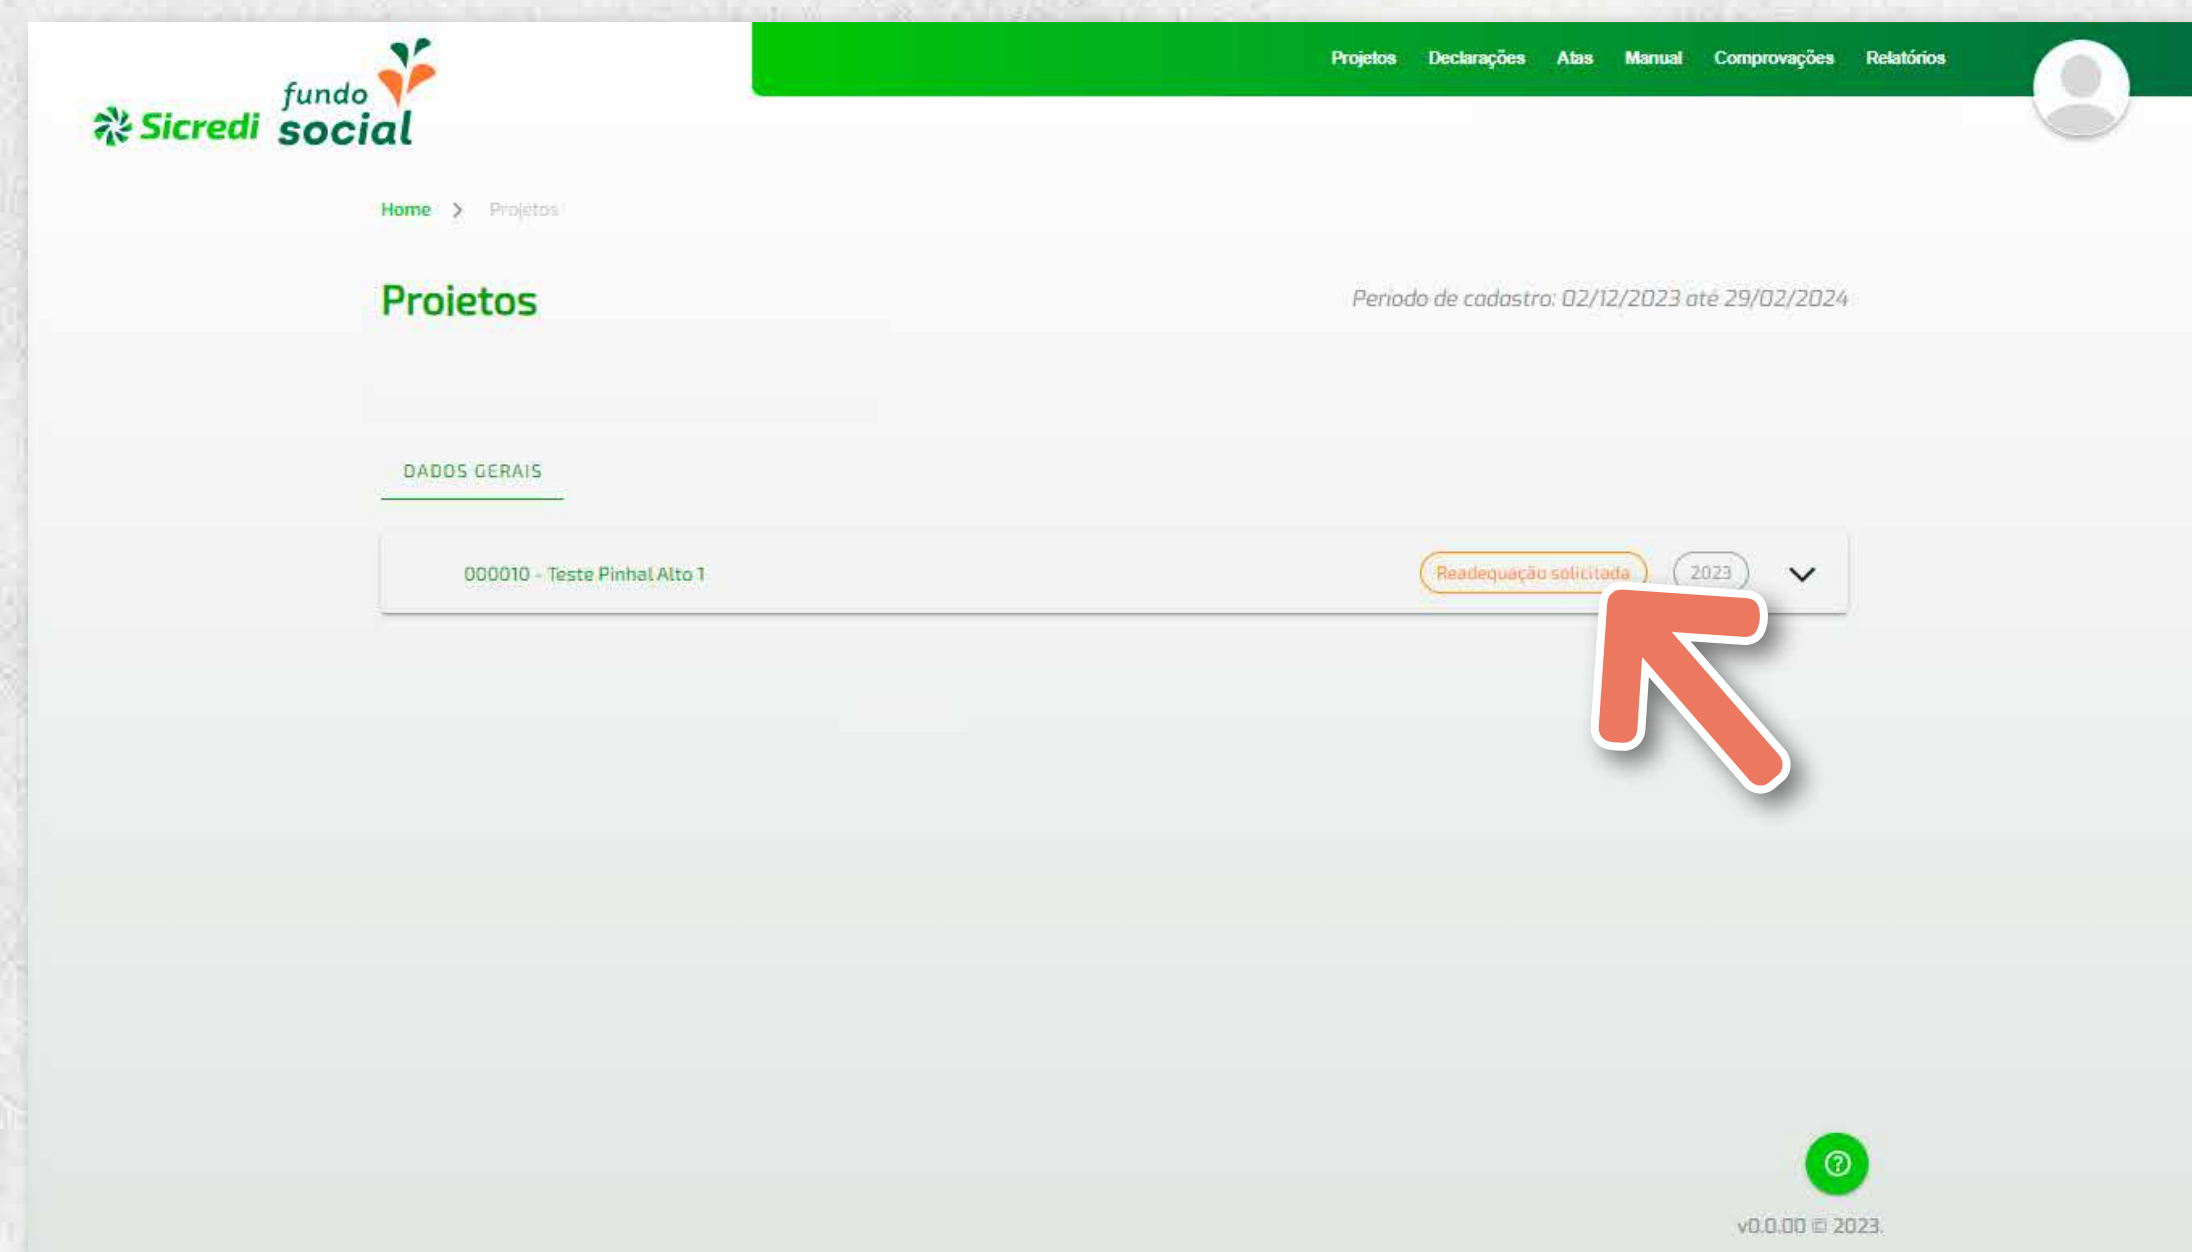 Projetos Declarações Atas Manual Comprovações Relatórios
Sicredi fundo social
Home > Projetos
Projetos
Período de cadastro: 02/12/2023 até 29/02/2024
DADOS GERAIS
000010 - Teste Pinhal Alto 1 Readequação solicitada 2023
?
v0.0.00 © 2023.